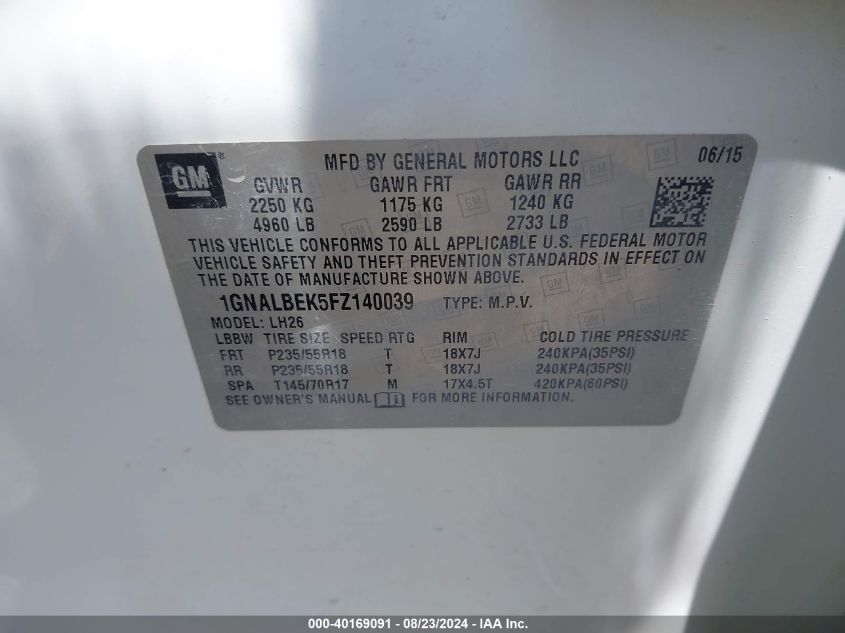 GM ® MFD BY GENERAL MOTORS LLC 06/15
GVWR GAWR FRT GAWR RR
2250 KG 1175 KG 1240 KG
4960 LB 2590 LB 2733 LB
THIS VEHICLE CONFORMS TO ALL APPLICABLE U.S. FEDERAL MOTOR
VEHICLE SAFETY AND THEFT PREVENTION STANDARDS IN EFFECT ON
THE DATE OF MANUFACTURE SHOWN ABOVE.
1GNALBEK5FZ140039 TYPE: M.P.V.
MODEL: LH26
LBBW TIRE SIZE SPEED RTG RIM COLD TIRE PRESSURE
FRT P235/55R18 T 18X7J 240KPA(35PSI)
RR P235/55R18 T 18X7J 240KPA(35PSI)
SPA T145/70R17 M 17X4.5T 420KPA(60PSI)
SEE OWNER'S MANUAL FOR MORE INFORMATION.
000-40169091 - 08/23/2024 - IAA Inc.